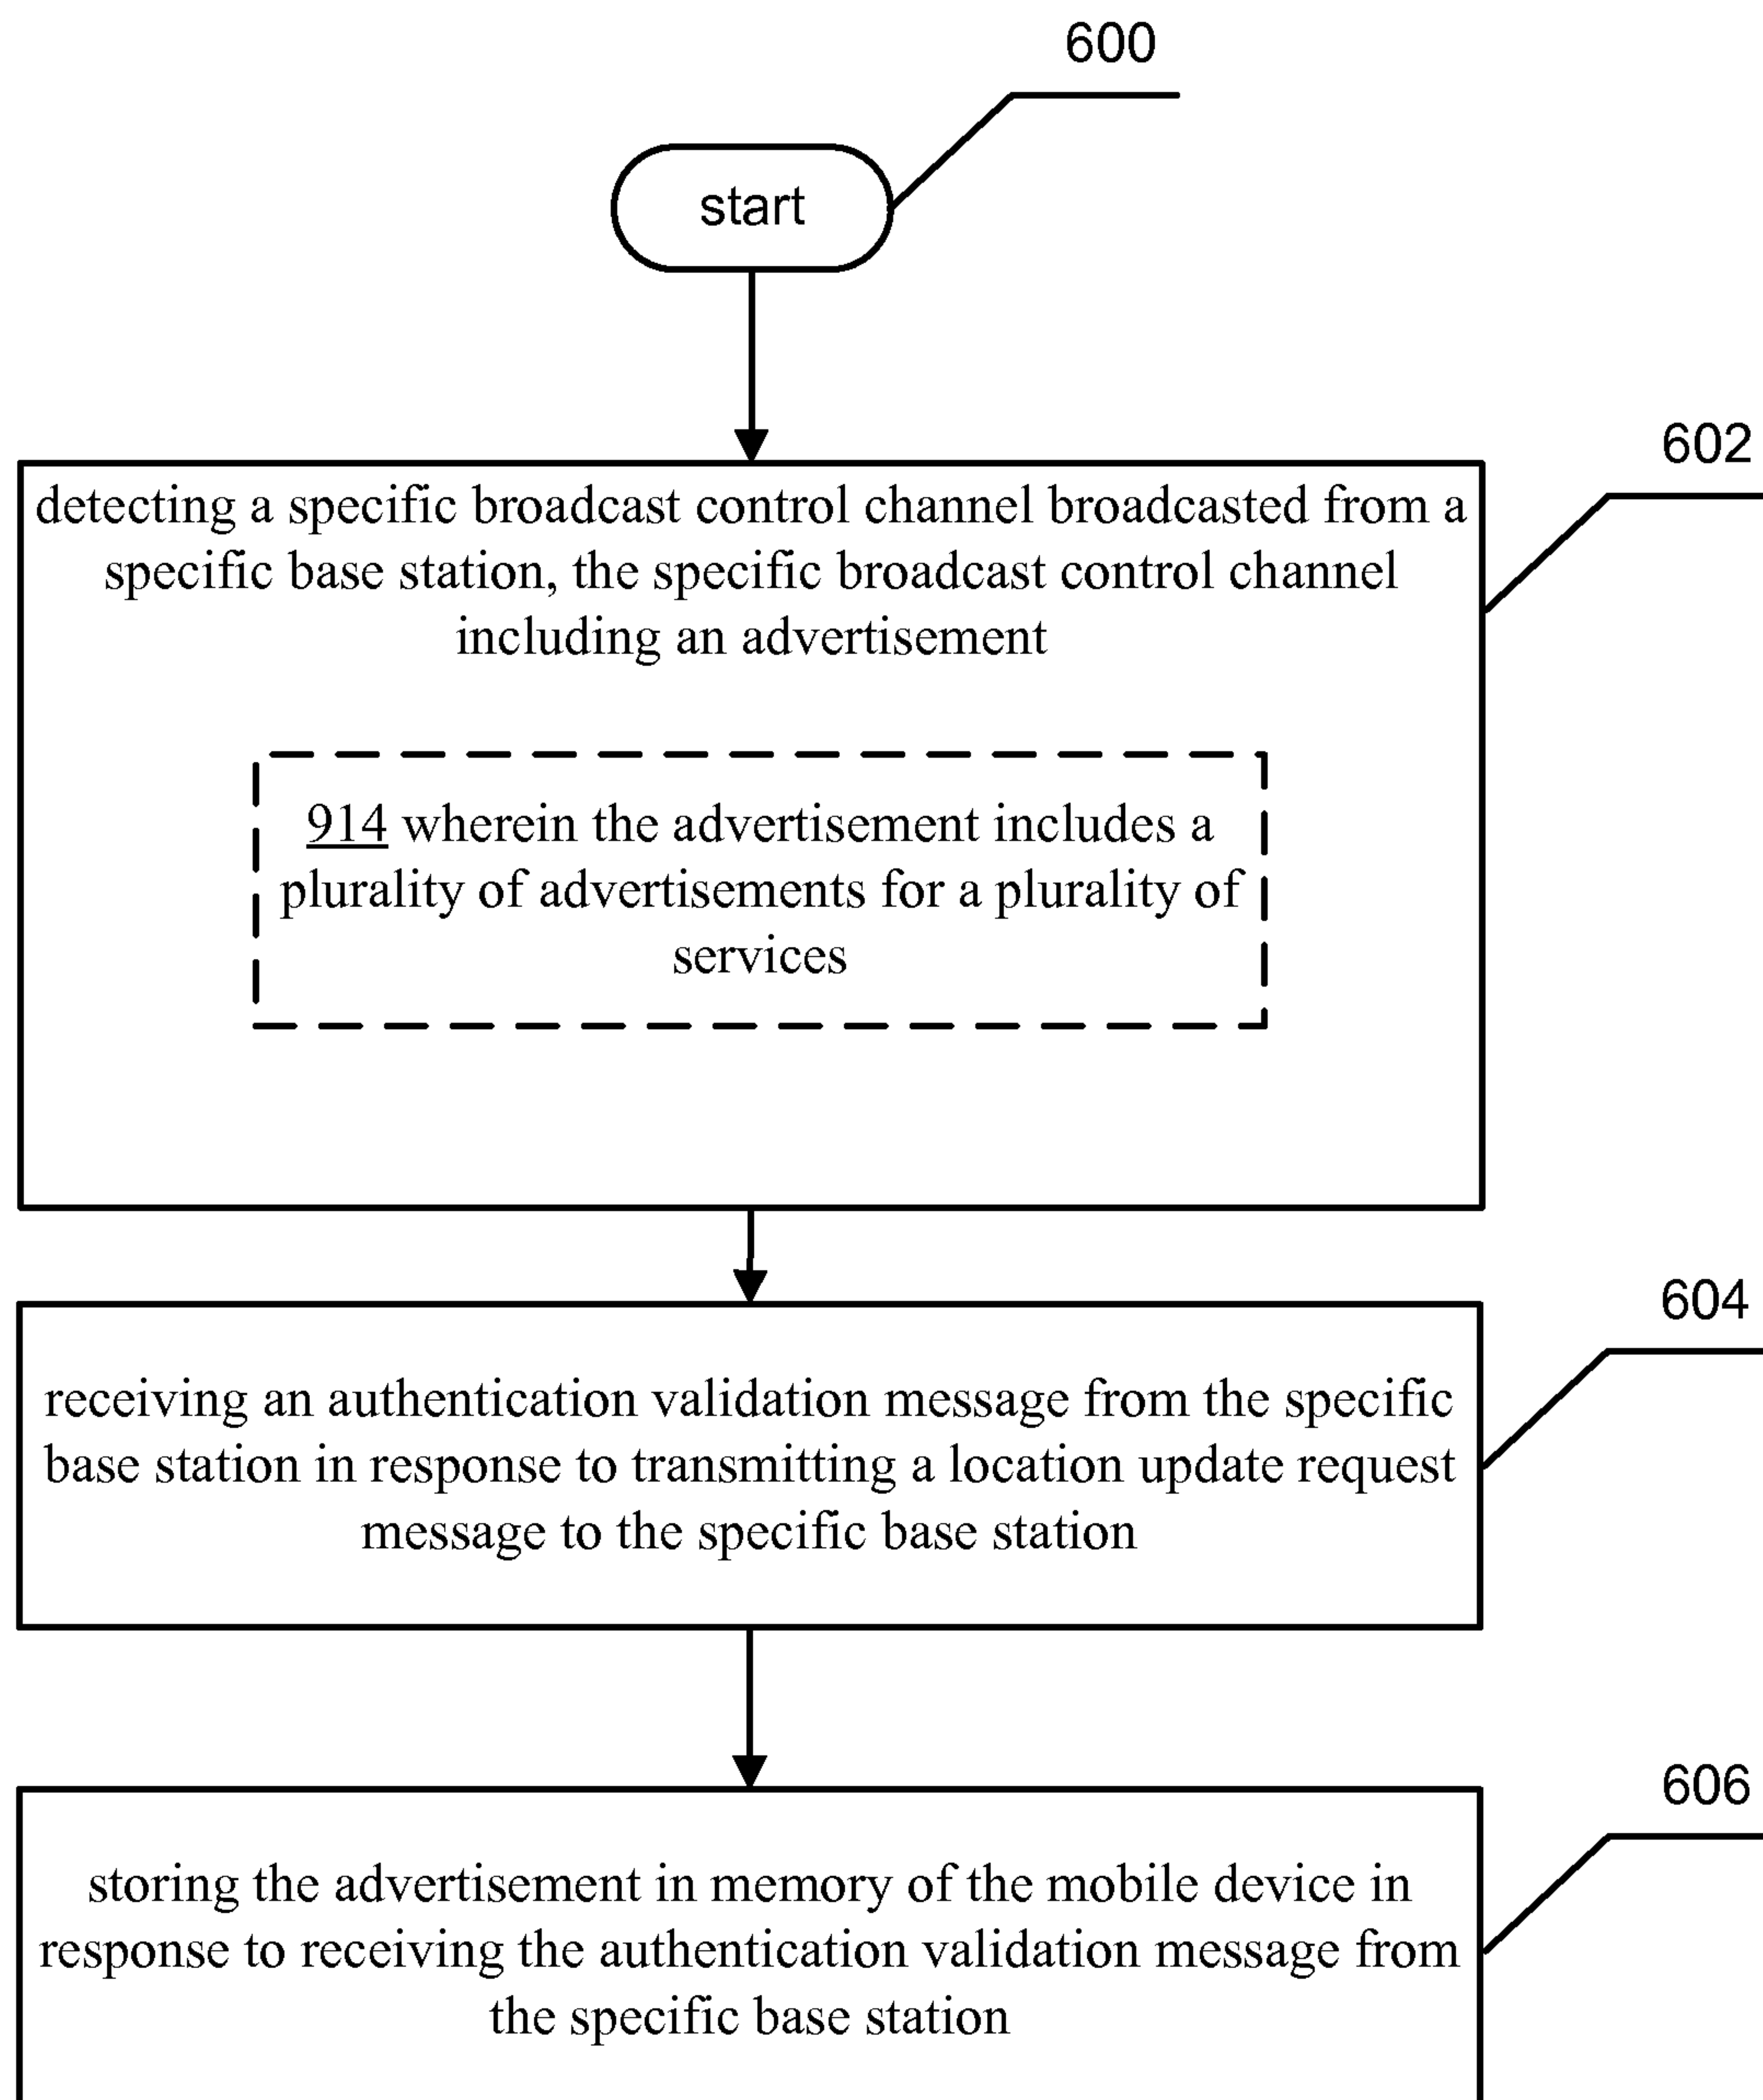 600
start
602
detecting a specific broadcast control channel broadcasted from a
specific base station, the specific broadcast control channel
including an advertisement
914 wherein the advertisement includes a
plurality of advertisements for a plurality of
services
604
receiving an authentication validation message from the specific
base station in response to transmitting a location update request
message to the specific base station
606
storing the advertisement in memory of the mobile device in
response to receiving the authentication validation message from
the specific base station